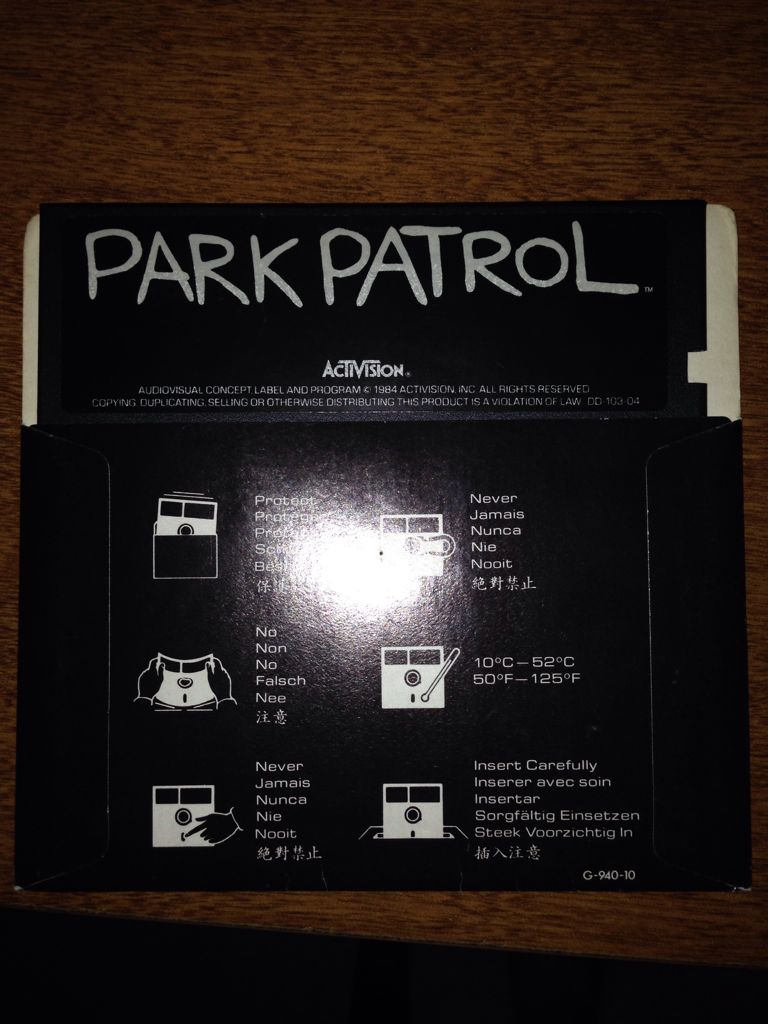 PARK PATROL ™
ACTIVISION®
AUDIOVISUAL CONCEPT, LABEL AND PROGRAM © 1984 ACTIVISION, INC. ALL RIGHTS RESERVED
COPYING, DUPLICATING, SELLING OR OTHERWISE DISTRIBUTING THIS PRODUCT IS A VIOLATION OF LAW. DD-103-04
Protect
Never
Jamais
Nunca
Nie
Nooit
絕對禁止
No
Non
No
Falsch
Nee
注意
10°C–52°C
50°F–125°F
Never
Jamais
Nunca
Nie
Nooit
絕對禁止
Insert Carefully
Inserer avec soin
Insertar
Sorgfältig Einsetzen
Steek Voorzichtig In
插入注意
G-940-10